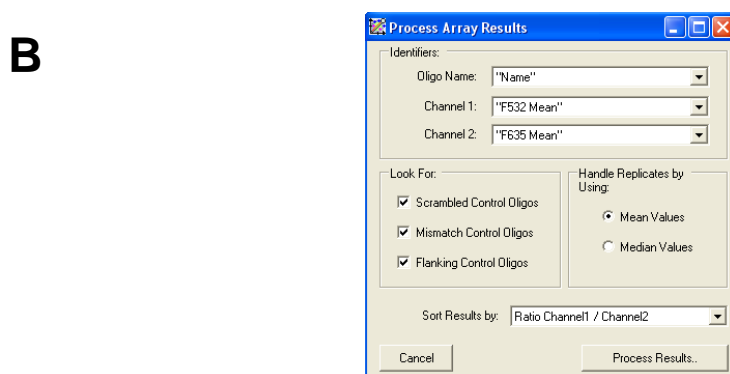 B
Process Array Results
Identifiers:
Oligo Name: "Name"
Channel 1: "F532 Mean"
Channel 2: "F635 Mean"
Look For:
Scrambled Control Oligos
Mismatch Control Oligos
Flanking Control Oligos
Handle Replicates by
Using:
Mean Values
Median Values
Sort Results by: Ratio Channel1 / Channel2
Cancel
Process Results..